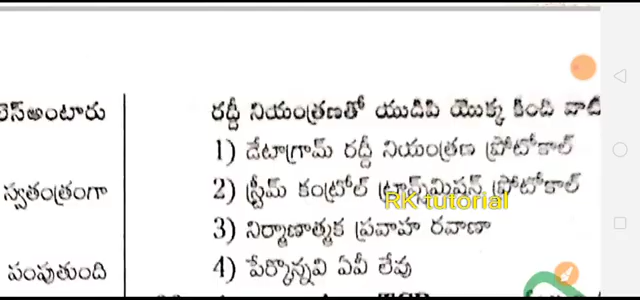 లెస్అంటారు
స్వతంత్రంగా
పంపుతుంది
రద్దీ నియంత్రణతో యుడిపి యొక్క కింది వాటి
1) డేటాగ్రామ్ రద్దీ నియంత్రణ ప్రోటోకాల్
2) స్ట్రీమ్ కంట్రోల్ ట్రాన్స్‌మిషన్ ప్రోటోకాల్
RK tutorial
3) నిర్మాణాత్మక ప్రవాహ రవాణా
4) పేర్కొన్నవి ఏవీ లేవు